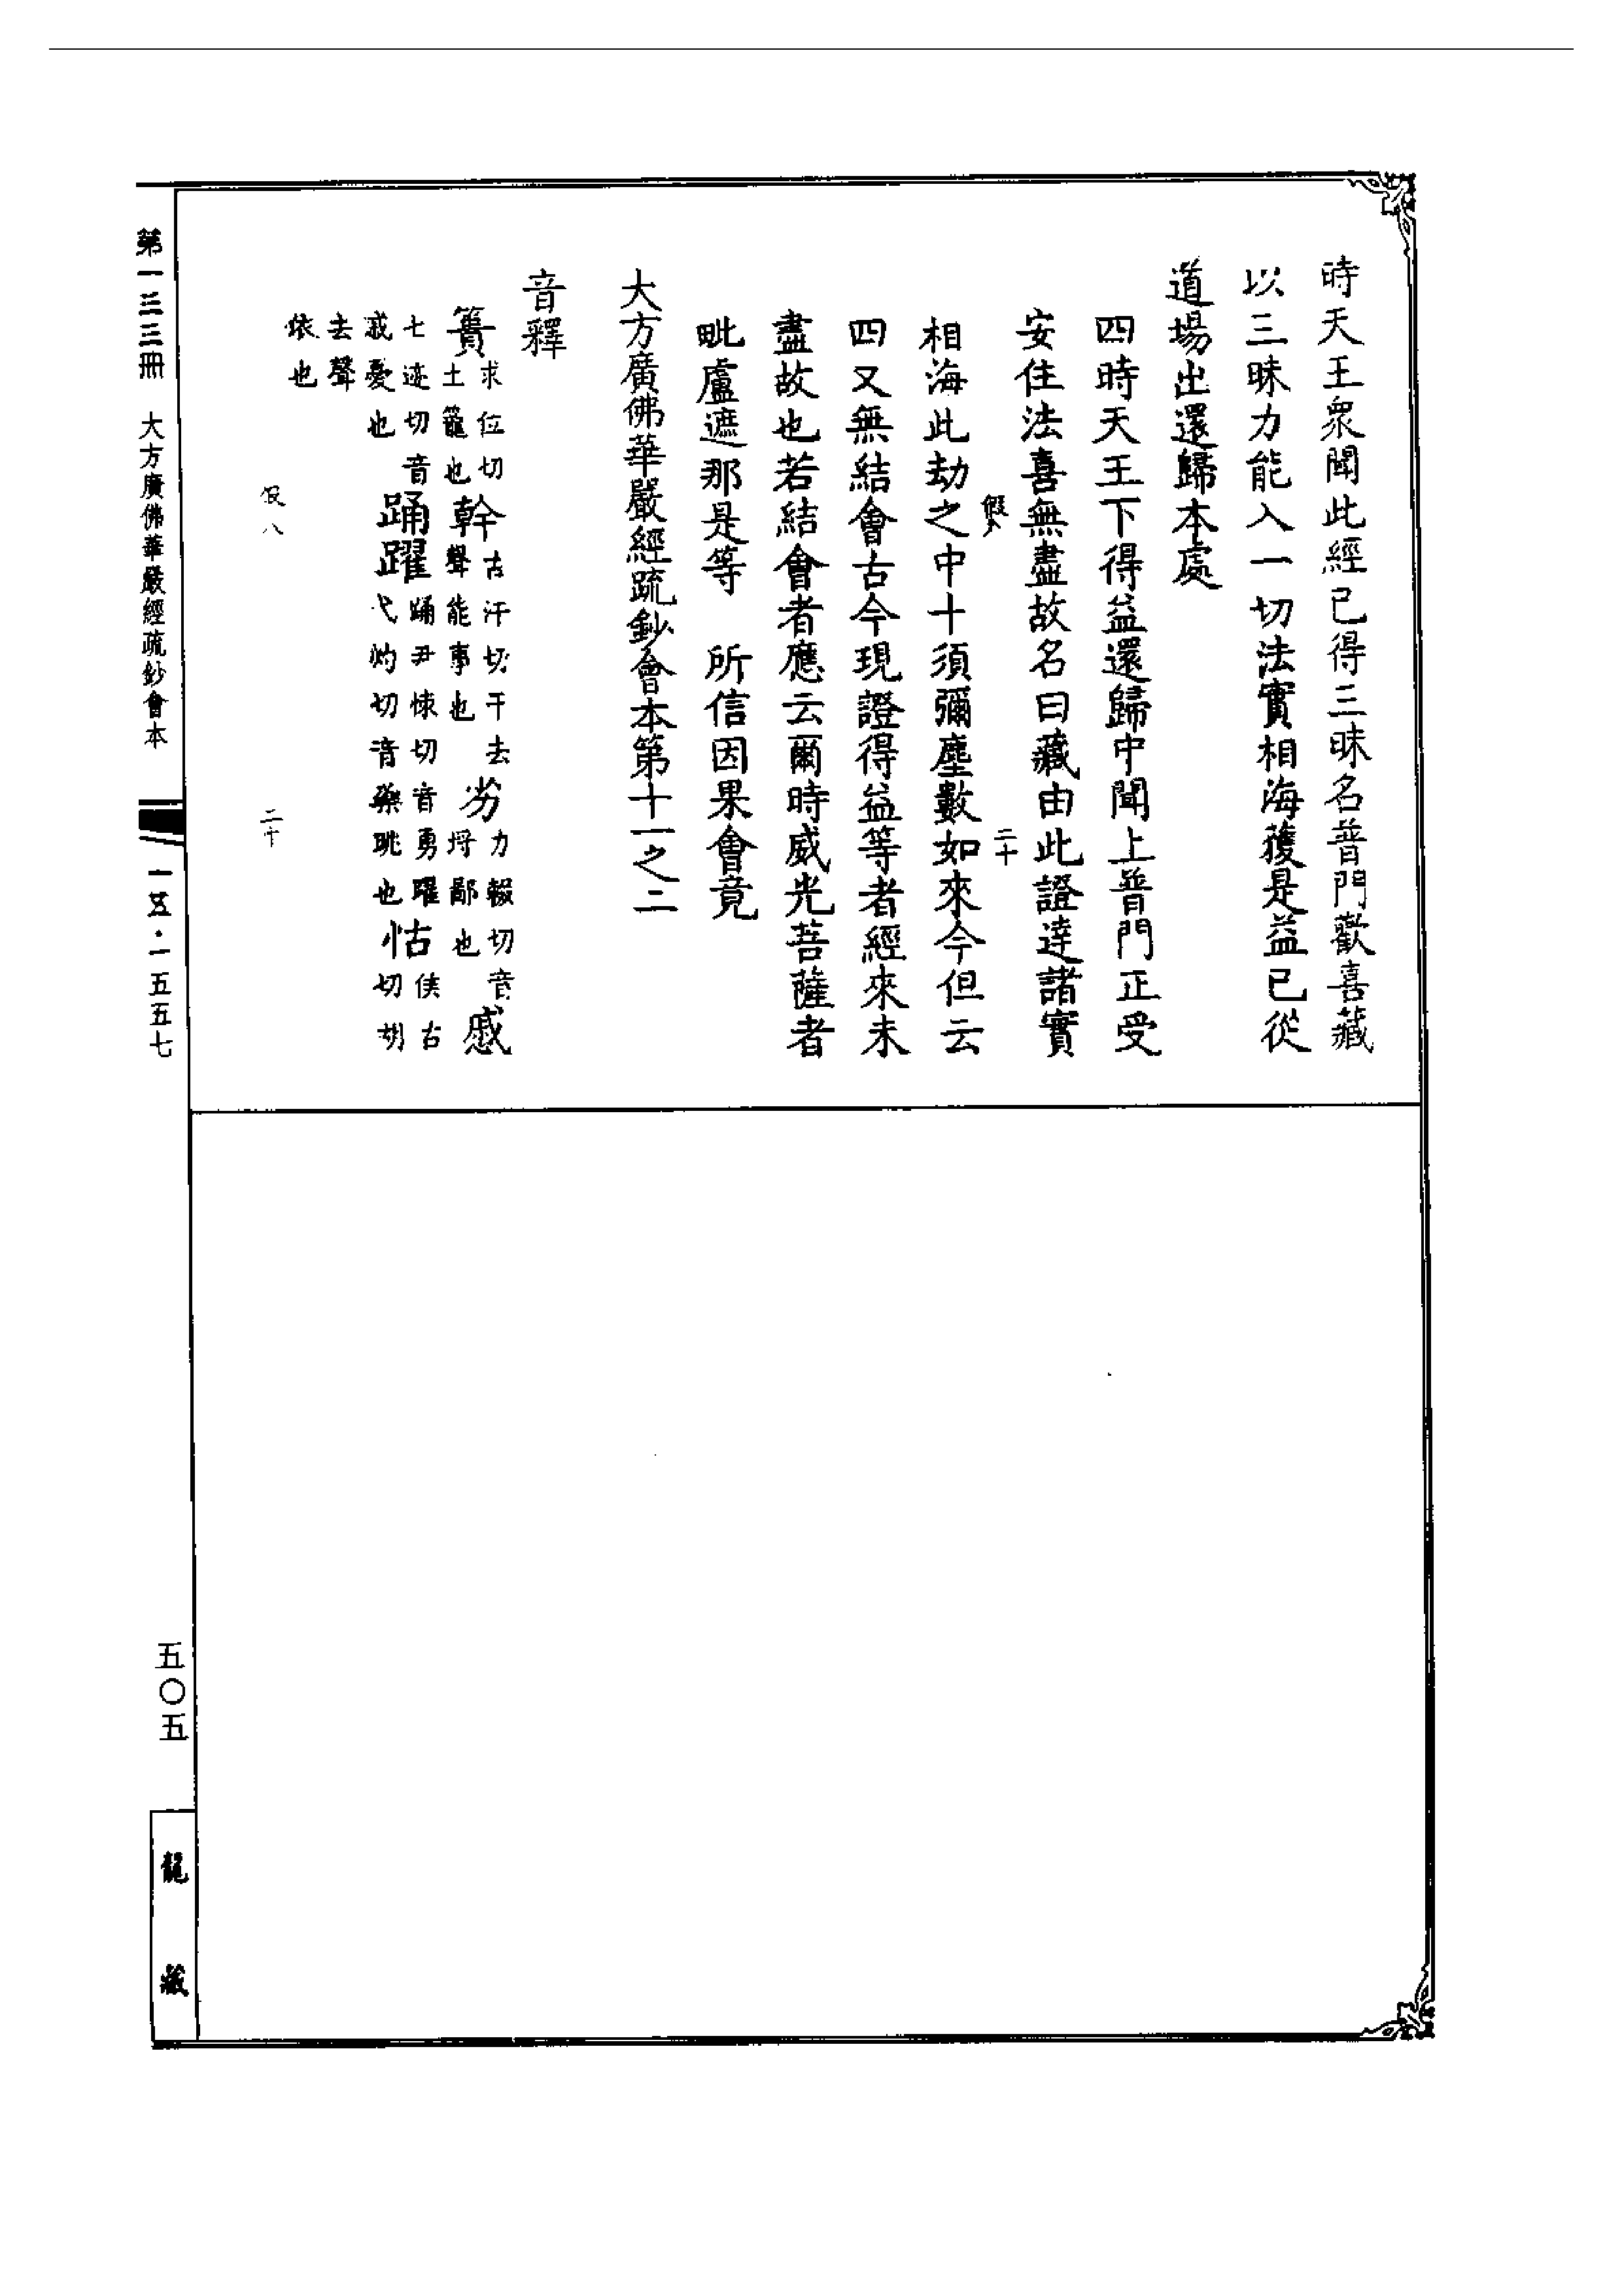 時天王衆聞此經已得三昧名普門歡喜藏
以三昧力能入一切法實相海獲是益已從
道場出還歸本處
四時天王下得益還歸中聞上普門正受
安住法喜無盡故名曰藏由此證達諸實
假八 二十
相海此劫之中十須彌塵數如來今但云
四又無結會古今現證得益等者經來未
盡故也若結會者應云爾時威光菩薩者
毗盧遮那是等 所信因果會竟
大方廣佛華嚴經疏鈔會本第十一之二
音釋
簣 求位切土籠也 幹 古汗切干去聲能事也 劣 力輟切音埒鄙也 慼
七迹切音戚憂也 踊躍 踊尹悚切音勇躍弋灼切音藥跳也 怙 侯古切胡
去聲依也
二十
第一三三冊 大方廣佛華嚴經疏鈔會本
一五五七
五〇五
龍藏